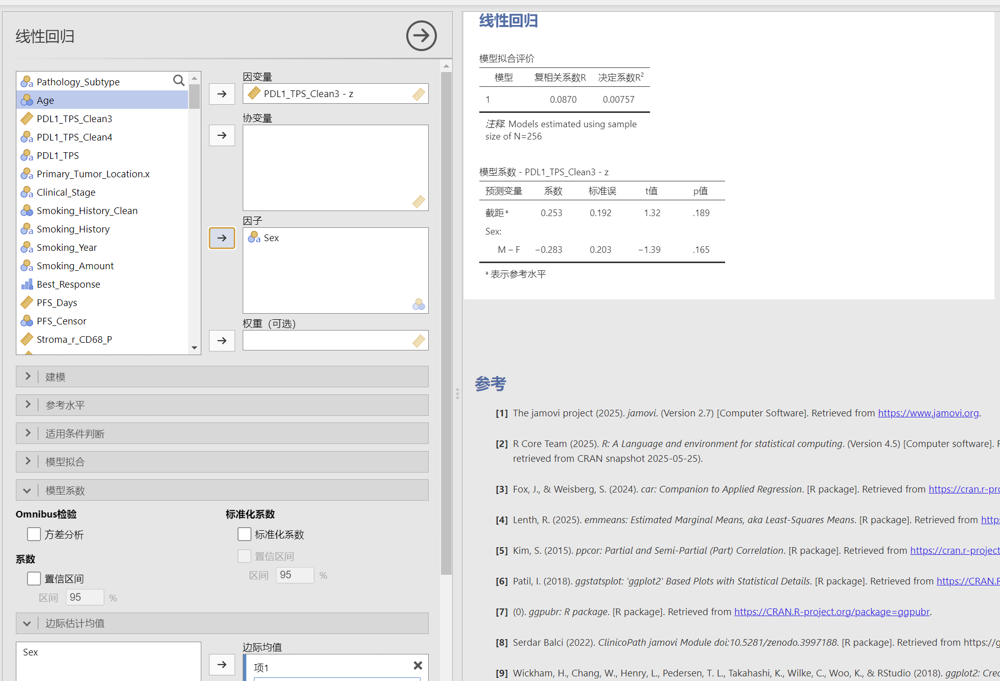 线性回归
Pathology_Subtype
Age
PDL1_TPS_Clean3
PDL1_TPS_Clean4
PDL1_TPS
Primary_Tumor_Location.x
Clinical_Stage
Smoking_History_Clean
Smoking_History
Smoking_Year
Smoking_Amount
Best_Response
PFS_Days
PFS_Censor
Stroma_r_CD68_P
因变量
PDL1_TPS_Clean3 - z
协变量
因子
Sex
权重（可选）
建模
参考水平
适用条件判断
模型拟合
模型系数
Omnibus检验
方差分析
系数
置信区间
区间 95 %
标准化系数
标准化系数
置信区间
区间 95 %
边际估计均值
Sex
边际均值
项1
线性回归
模型拟合评价
模型 复相关系数R 决定系数R²
1 0.0870 0.00757
注释. Models estimated using sample
size of N=256
模型系数 - PDL1_TPS_Clean3 - z
预测变量 系数 标准误 t值 p值
截距ᵃ 0.253 0.192 1.32 .189
Sex:
M – F −0.283 0.203 −1.39 .165
ᵃ 表示参考水平
参考
[1] The jamovi project (2025). jamovi. (Version 2.7) [Computer Software]. Retrieved from https://www.jamovi.org.
[2] R Core Team (2025). R: A Language and environment for statistical computing. (Version 4.5) [Computer software].
retrieved from CRAN snapshot 2025-05-25).
[3] Fox, J., & Weisberg, S. (2024). car: Companion to Applied Regression. [R package]. Retrieved from https://cran.r-pro
[4] Lenth, R. (2025). emmeans: Estimated Marginal Means, aka Least-Squares Means. [R package]. Retrieved from https
[5] Kim, S. (2015). ppcor: Partial and Semi-Partial (Part) Correlation. [R package]. Retrieved from https://cran.r-project
[6] Patil, I. (2018). ggstatsplot: 'ggplot2' Based Plots with Statistical Details. [R package]. Retrieved from https://CRAN.R
[7] (0). ggpubr: R package. [R package]. Retrieved from https://CRAN.R-project.org/package=ggpubr.
[8] Serdar Balci (2022). ClinicoPath jamovi Module doi:10.5281/zenodo.3997188. [R package]. Retrieved from https://g
[9] Wickham, H., Chang, W., Henry, L., Pedersen, T. L., Takahashi, K., Wilke, C., Woo, K., & RStudio (2018). ggplot2: Crea